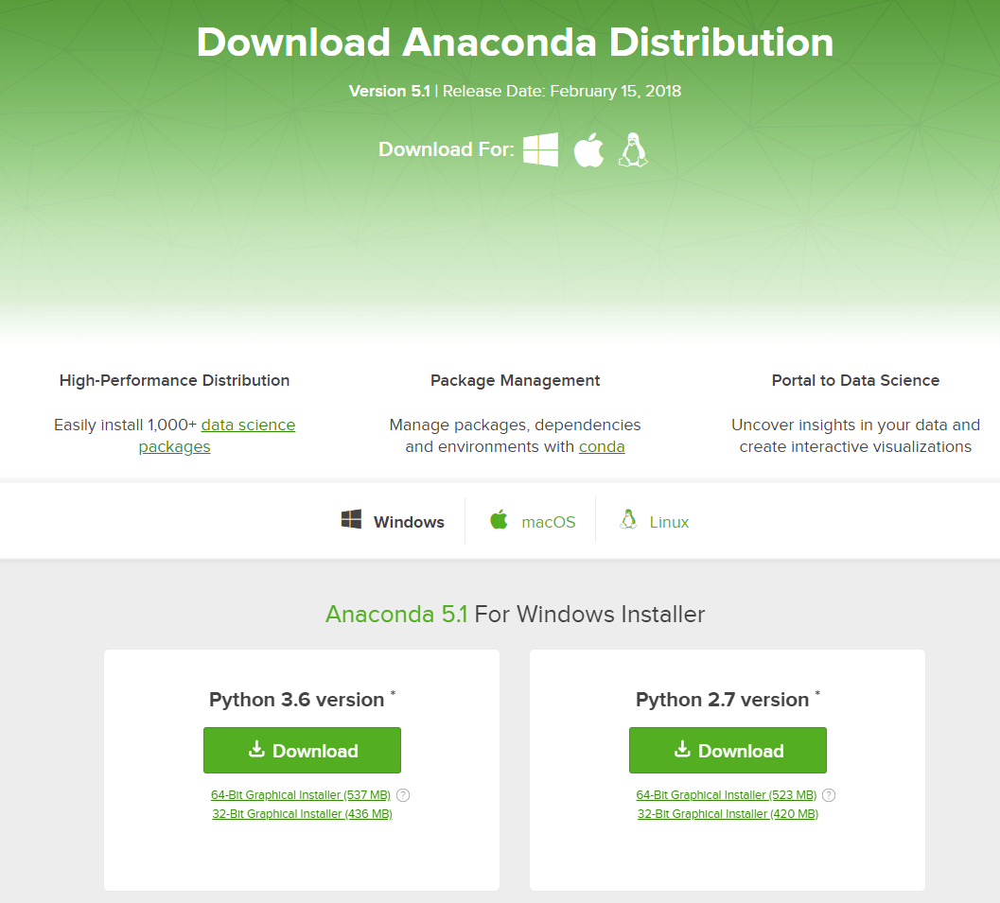 Download Anaconda Distribution
Version 5.1 | Release Date: February 15, 2018
Download For:
High-Performance Distribution
Easily install 1,000+ data science
packages
Package Management
Manage packages, dependencies
and environments with conda
Portal to Data Science
Uncover insights in your data and
create interactive visualizations
Windows
macOS
Linux
Anaconda 5.1 For Windows Installer
Python 3.6 version *
Download
64-Bit Graphical Installer (537 MB) ?
32-Bit Graphical Installer (436 MB)
Python 2.7 version *
Download
64-Bit Graphical Installer (523 MB) ?
32-Bit Graphical Installer (420 MB)